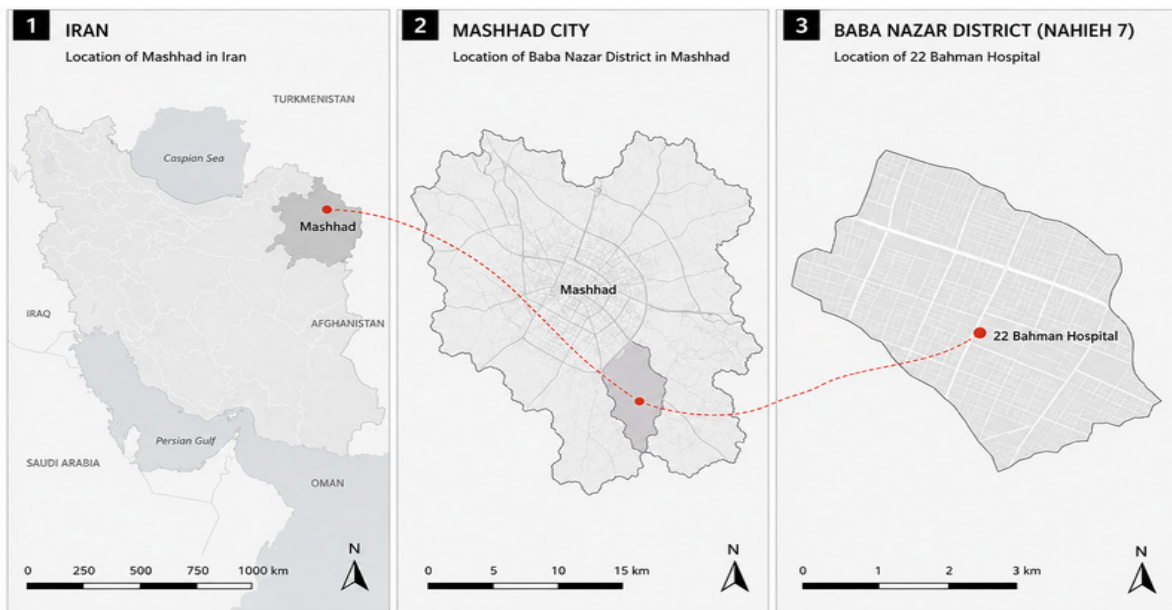 1 IRAN
Location of Mashhad in Iran
TURKMENISTAN
Caspian Sea
Mashhad
IRAQ
AFGHANISTAN
Persian Gulf
SAUDI ARABIA
OMAN
N
0 250 500 750 1000 km
2 MASHHAD CITY
Location of Baba Nazar District in Mashhad
Mashhad
N
0 5 10 15 km
3 BABA NAZAR DISTRICT (NAHIEH 7)
Location of 22 Bahman Hospital
22 Bahman Hospital
N
0 1 2 3 km